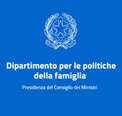 Dipartimento per le politiche
della famiglia
Presidenza del Consiglio dei Ministri